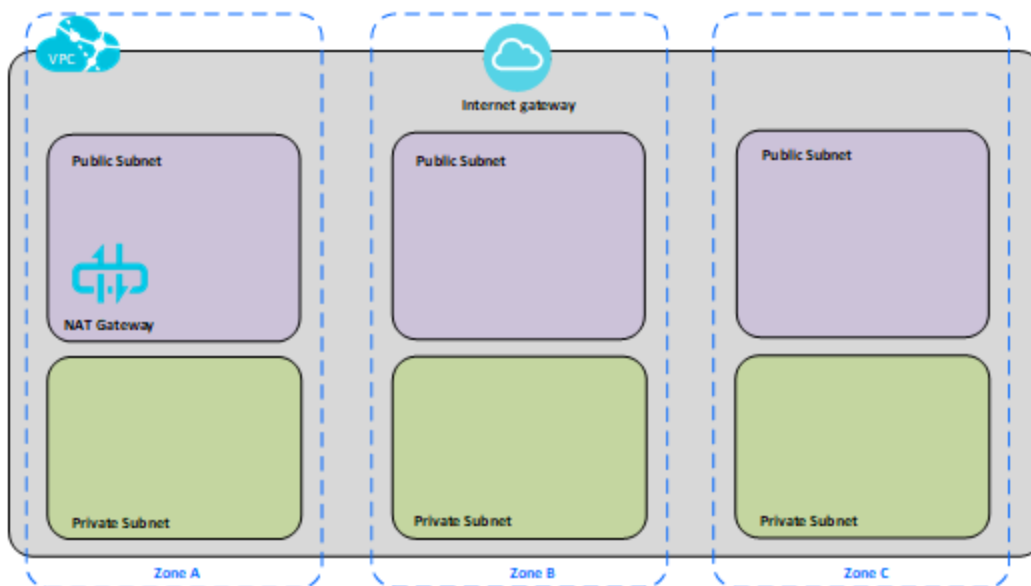 VPC
Internet gateway
Public Subnet
Public Subnet
Public Subnet
NAT Gateway
Private Subnet
Private Subnet
Private Subnet
Zone A
Zone B
Zone C